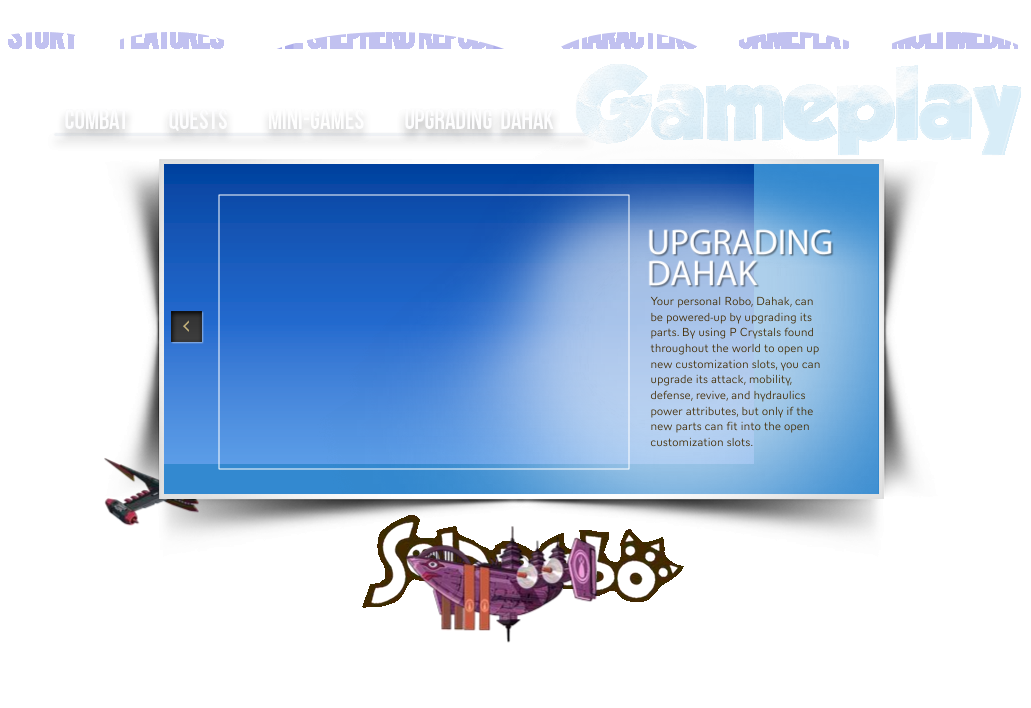 STORY FEATURES THE SHEPHERD REPORT CHARACTERS GAMEPLAY MULTIMEDIA
Gameplay
COMBAT QUESTS MINI-GAMES UPGRADING DAHAK
UPGRADING
DAHAK
Your personal Robo, Dahak, can
be powered-up by upgrading its
parts. By using P Crystals found
throughout the world to open up
new customization slots, you can
upgrade its attack, mobility,
defense, revive, and hydraulics
power attributes, but only if the
new parts can fit into the open
customization slots.